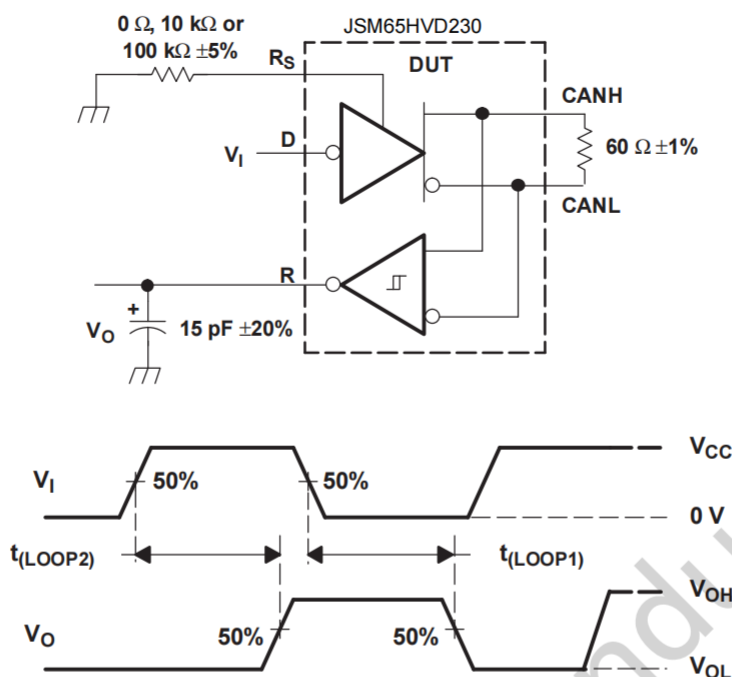 JSM65HVD230
0 Ω, 10 kΩ or
100 kΩ ±5%
RS
DUT
CANH
D
VI
60 Ω ±1%
CANL
R
+
VO
15 pF ±20%
VI
50%
50%
VCC
0 V
t(LOOP2)
t(LOOP1)
VO
50%
50%
VOH
VOL